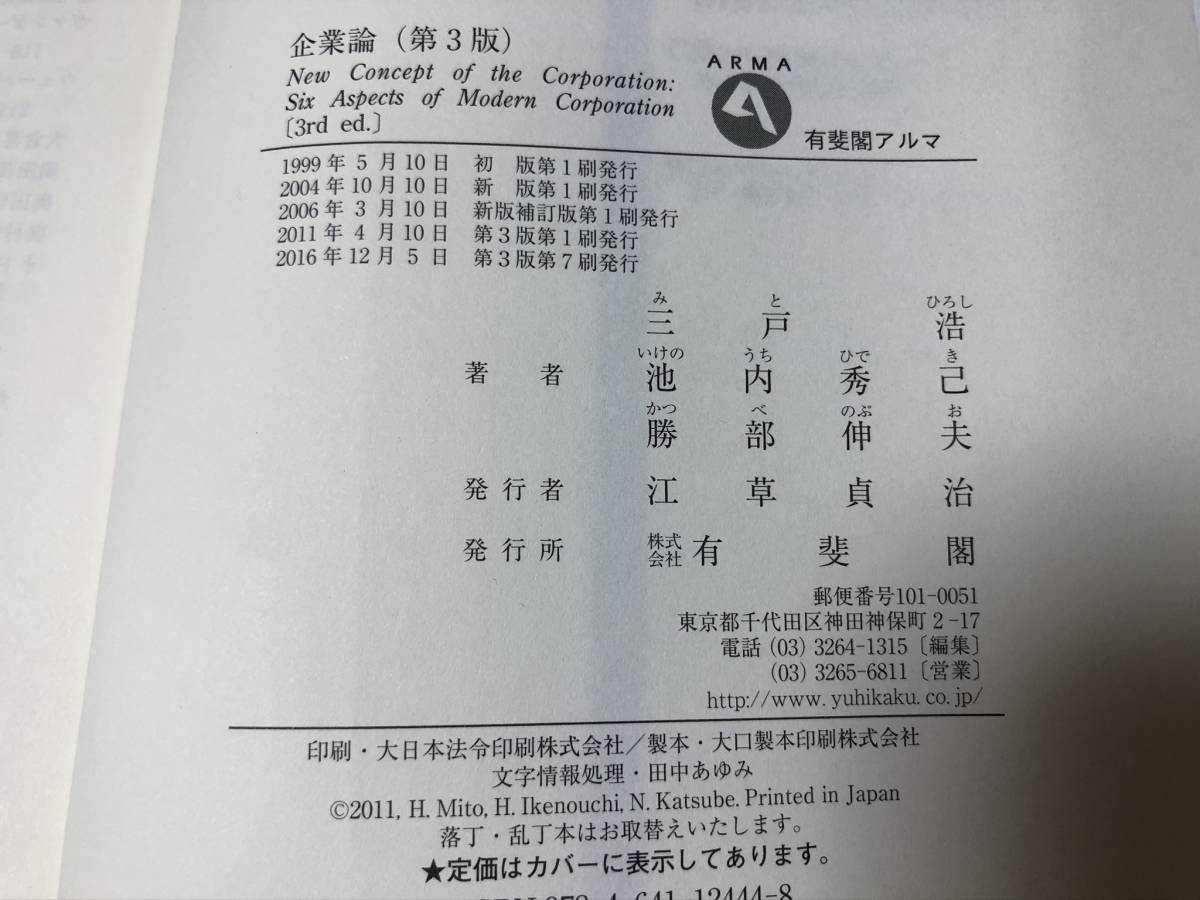 企業論（第3版）
New Concept of the Corporation:
Six Aspects of Modern Corporation
〔3rd ed.〕
ARMA
有斐閣アルマ
1999年 5月10日 初 版第1刷発行
2004年10月10日 新 版第1刷発行
2006年 3月10日 新版補訂版第1刷発行
2011年 4月10日 第3版第1刷発行
2016年12月 5日 第3版第7刷発行
み と ひろし
三 戸 浩
いけの うち ひで き
著 者 池 内 秀 己
かつ べ のぶ お
勝 部 伸 夫
発 行 者 江 草 貞 治
発 行 所 株式会社 有 斐 閣
郵便番号101-0051
東京都千代田区神田神保町2-17
電話 (03) 3264-1315〔編集〕
(03) 3265-6811〔営業〕
http://www.yuhikaku.co.jp/
印刷・大日本法令印刷株式会社／製本・大口製本印刷株式会社
文字情報処理・田中あゆみ
©2011, H. Mito, H. Ikenouchi, N. Katsube. Printed in Japan
落丁・乱丁本はお取替えいたします。
★定価はカバーに表示してあります。
ISBN 978-4-641-12444-8